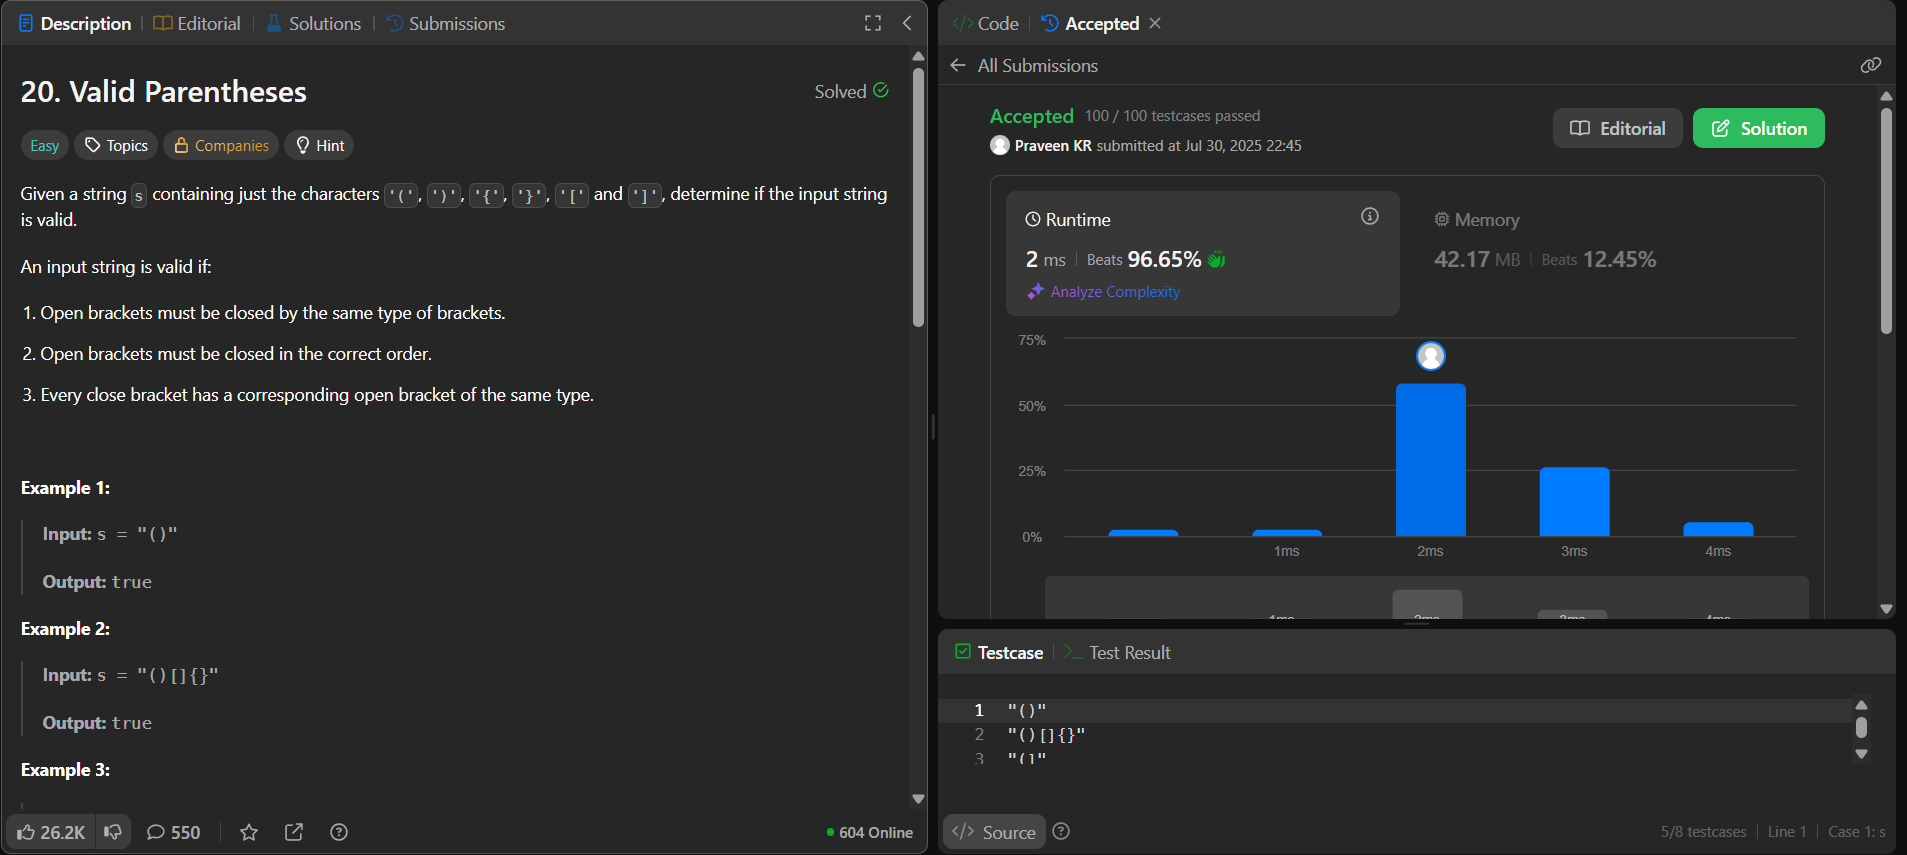 Description | Editorial | Solutions | Submissions
20. Valid Parentheses
Solved
Easy Topics Companies Hint
Given a string s containing just the characters '(', ')', '{', '}', '[' and ']', determine if the input string
is valid.
An input string is valid if:
1. Open brackets must be closed by the same type of brackets.
2. Open brackets must be closed in the correct order.
3. Every close bracket has a corresponding open bracket of the same type.
Example 1:
Input: s = "()"
Output: true
Example 2:
Input: s = "()[]{}"
Output: true
Example 3:
26.2K 550
604 Online
</> Code | Accepted
All Submissions
Accepted 100 / 100 testcases passed
Praveen KR submitted at Jul 30, 2025 22:45
Editorial
Solution
Runtime
2 ms | Beats 96.65%
Analyze Complexity
Memory
42.17 MB | Beats 12.45%
75%
50%
25%
0%
1ms 2ms 3ms 4ms
1ms 2ms 3ms 4ms
Testcase | Test Result
1 "()"
2 "()[]{}"
3 "(]"
</> Source
5/8 testcases | Line 1 | Case 1: s